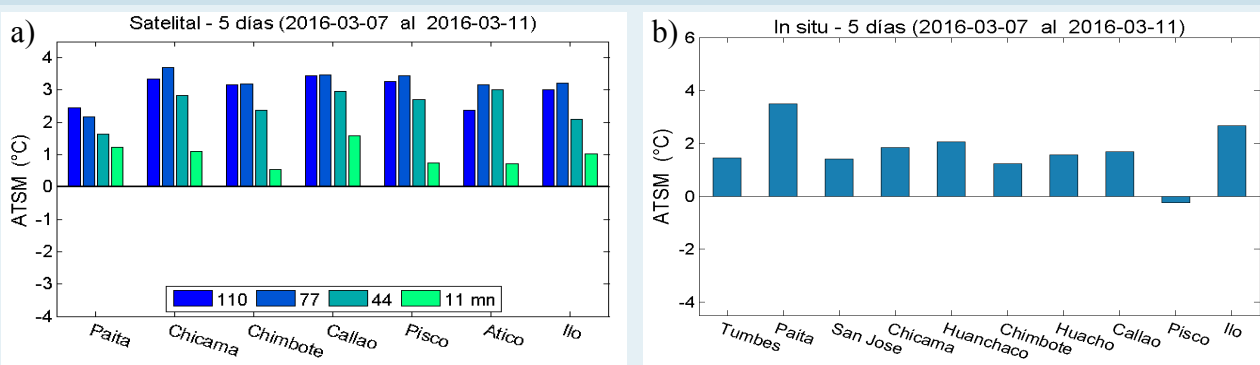 a)
Satelital - 5 días (2016-03-07 al 2016-03-11)
ATSM (°C)
4
3
2
1
0
-1
-2
-3
-4
110 77 44 11 mn
Paita Chicama Chimbote Callao Pisco Atico Ilo
b)
In situ - 5 días (2016-03-07 al 2016-03-11)
ATSM (°C)
6
4
2
0
-2
-4
Tumbes Paita San Jose Chicama Huanchaco Chimbote Huacho Callao Pisco Ilo